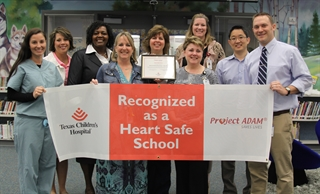 Texas Children's
Hospital
Recognized
as a
Heart Safe
School
Project ADAM